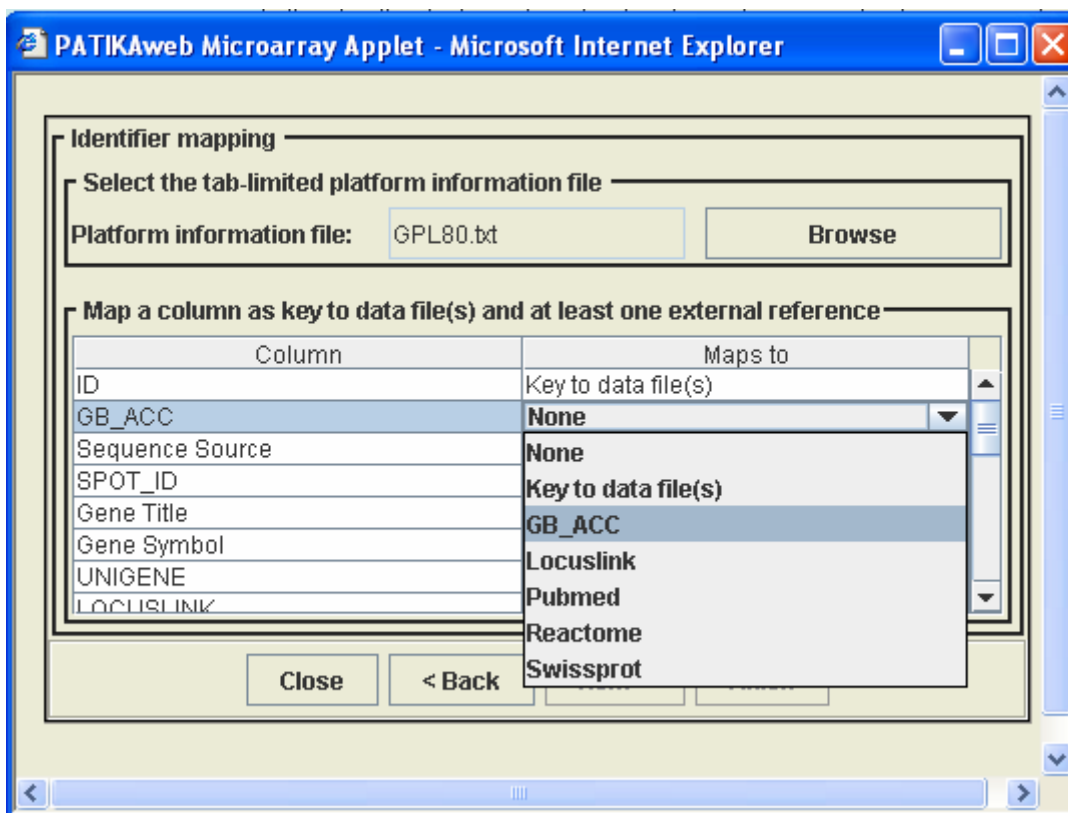 PATIKAweb Microarray Applet - Microsoft Internet Explorer
Identifier mapping
Select the tab-limited platform information file
Platform information file: GPL80.txt Browse
Map a column as key to data file(s) and at least one external reference
Column Maps to
ID Key to data file(s)
GB_ACC None
Sequence Source None
SPOT_ID Key to data file(s)
Gene Title GB_ACC
Gene Symbol Locuslink
UNIGENE Pubmed
LOCUSLINK Reactome
Swissprot
Close < Back